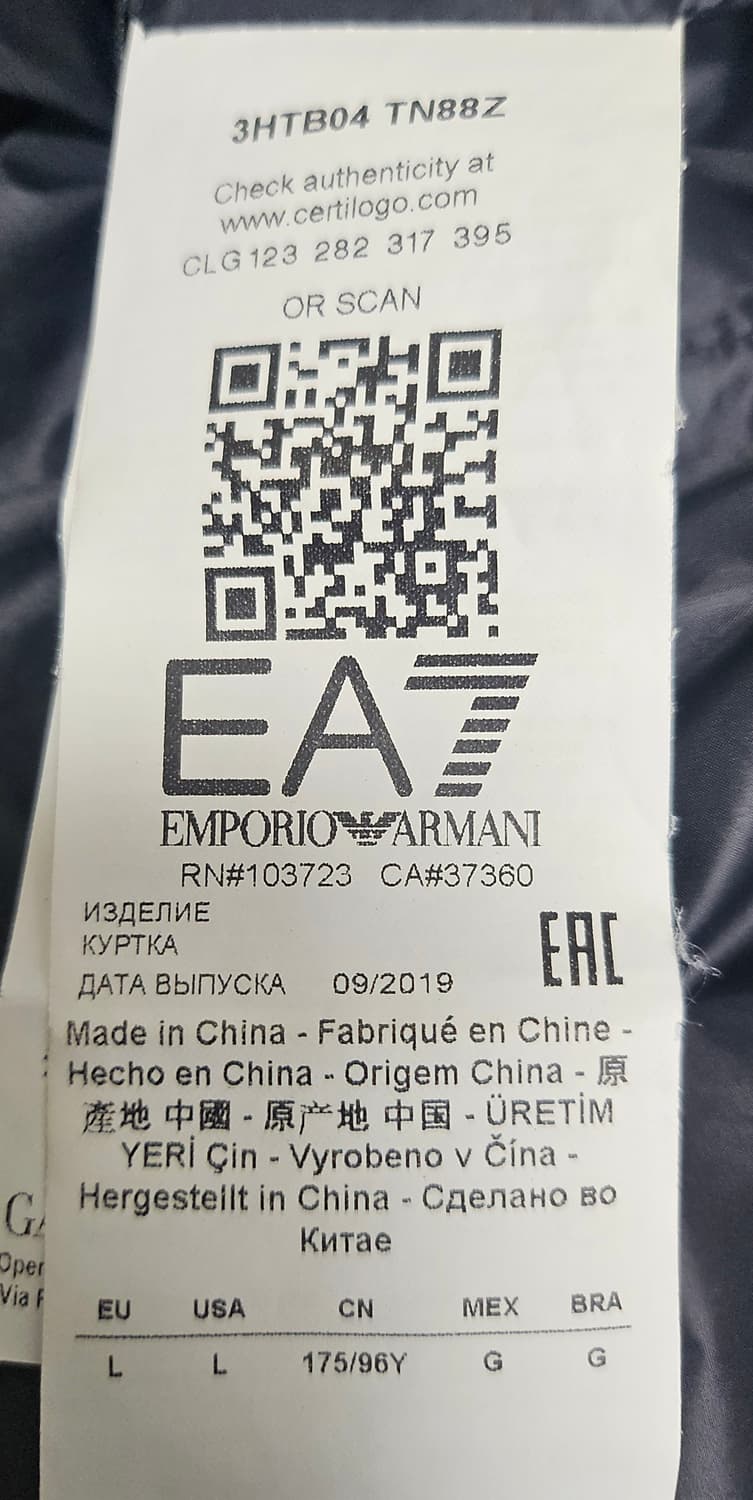 3HTB04 TN88Z
Check authenticity at
www.certilogo.com
CLG123 282 317 395
OR SCAN
EA7
EMPORIO ARMANI
RN#103723 CA#37360
ИЗДЕЛИЕ
КУРТКА
EAC
ДАТА ВЫПУСКА 09/2019
Made in China - Fabriqué en Chine -
Hecho en China - Origem China - 原
產地 中國 - 原产地 中国 - ÜRETİM
YERİ Çin - Vyrobeno v Čína -
Hergestellt in China - Сделано во
Китае
EU USA CN MEX BRA
L L 175/96Y G G
Via